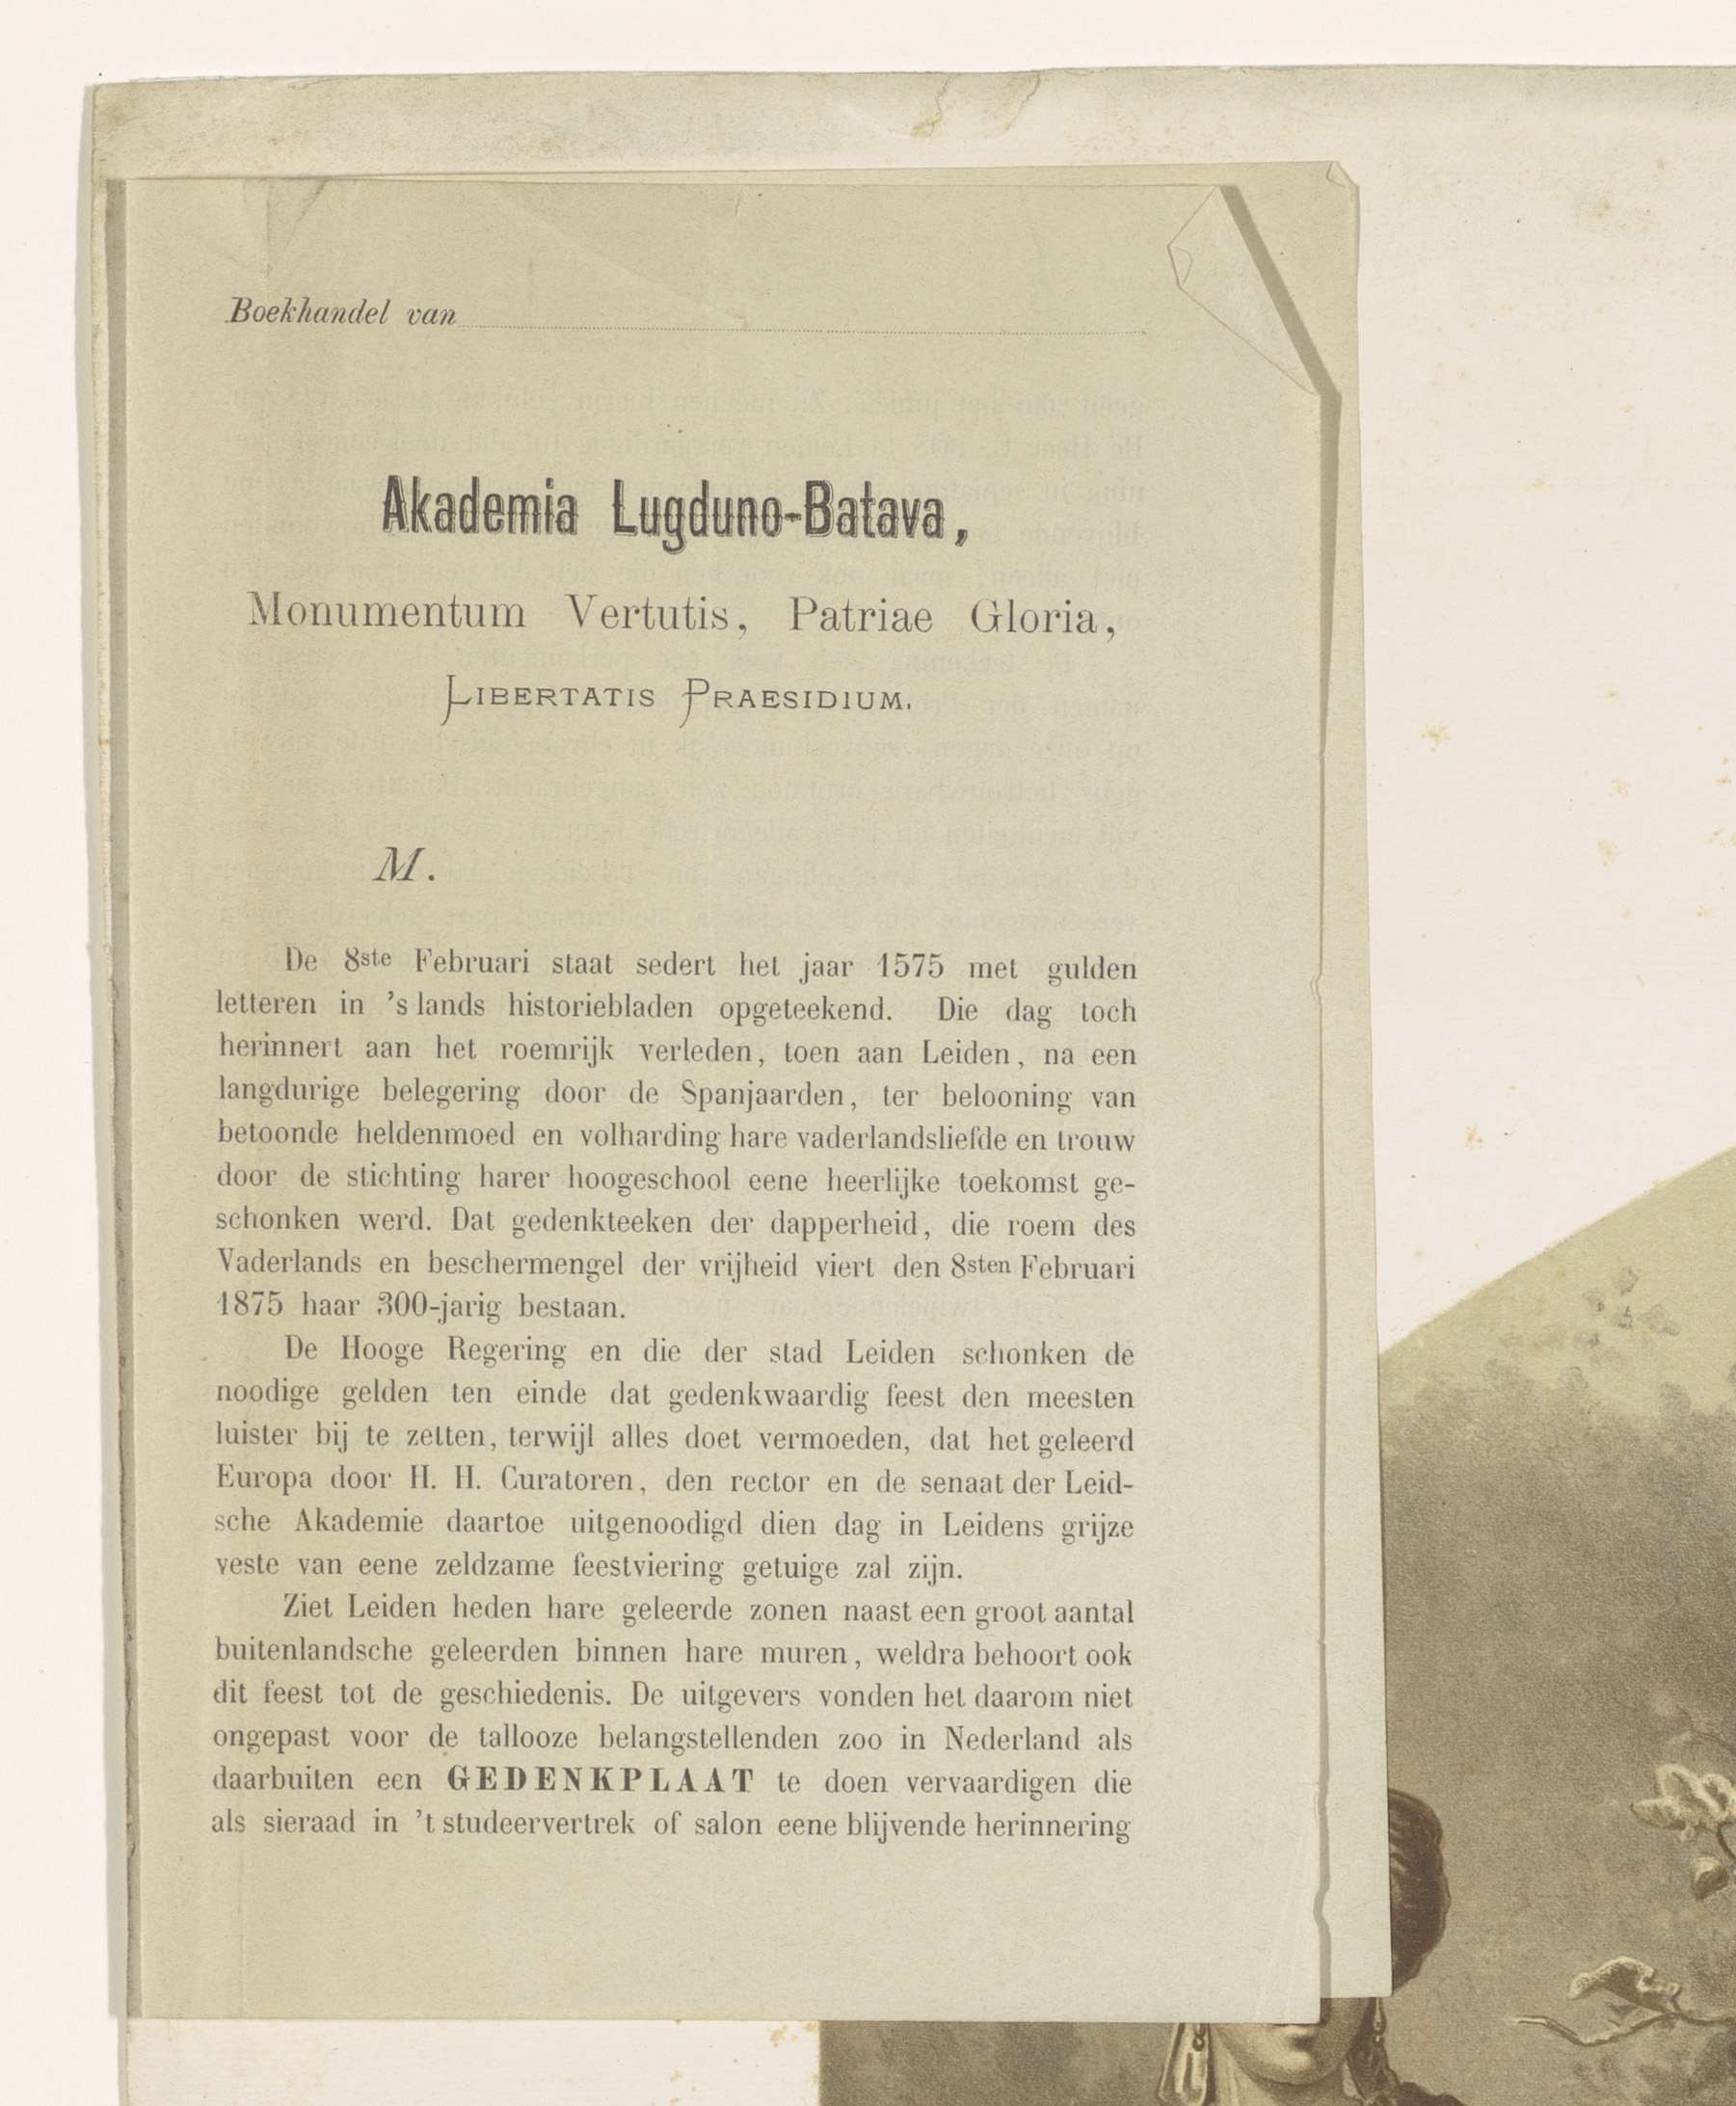 Boekhandel van
Akademia Lugduno-Batava,
Monumentum Vertutis, Patriae Gloria,
LIBERTATIS PRAESIDIUM.
M.
De 8ste Februari staat sedert het jaar 1575 met gulden
letteren in 's lands historiebladen opgeteekend. Die dag toch
herinnert aan het roemrijk verleden, toen aan Leiden, na een
langdurige belegering door de Spanjaarden, ter belooning van
betoonde heldenmoed en volharding hare vaderlandsliefde en trouw
door de stichting harer hoogeschool eene heerlijke toekomst ge-
schonken werd. Dat gedenkteeken der dapperheid, die roem des
Vaderlands en beschermengel der vrijheid viert den 8sten Februari
1875 haar 300-jarig bestaan.
De Hooge Regering en die der stad Leiden schonken de
noodige gelden ten einde dat gedenkwaardig feest den meesten
luister bij te zetten, terwijl alles doet vermoeden, dat het geleerd
Europa door H. H. Curatoren, den rector en de senaat der Leid-
sche Akademie daartoe uitgenoodigd dien dag in Leidens grijze
veste van eene zeldzame feestviering getuige zal zijn.
Ziet Leiden heden hare geleerde zonen naast een groot aantal
buitenlandsche geleerden binnen hare muren, weldra behoort ook
dit feest tot de geschiedenis. De uitgevers vonden het daarom niet
ongepast voor de tallooze belangstellenden zoo in Nederland als
daarbuiten een GEDENKPLAAT te doen vervaardigen die
als sieraad in 't studeervertrek of salon eene blijvende herinnering